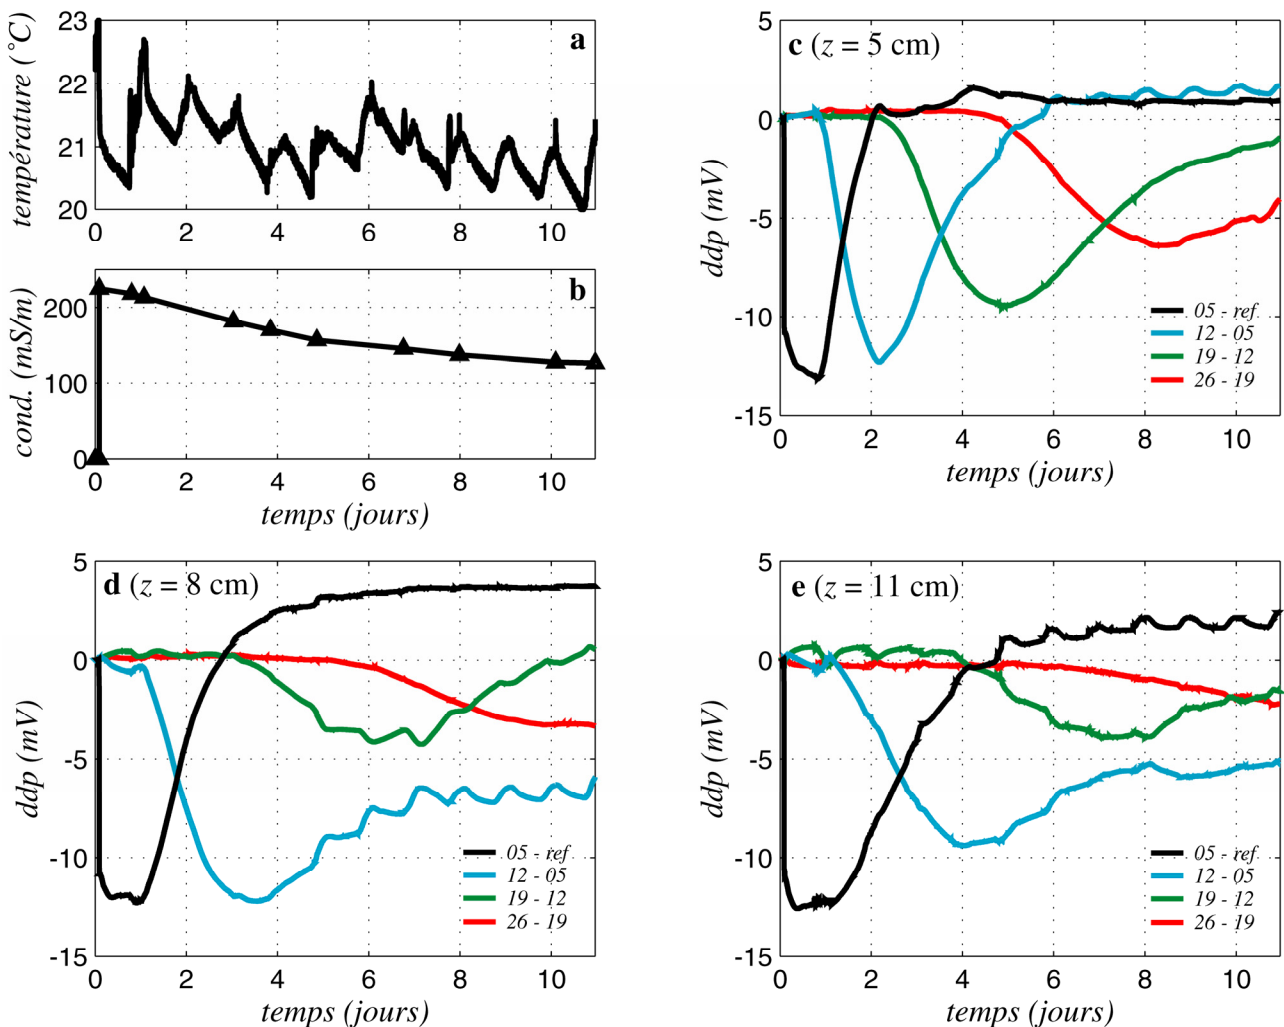 23
22
21
20
température (°C)
a
0 2 4 6 8 10
200
100
0
cond. (mS/m)
b
0 2 4 6 8 10
temps (jours)
5
0
-5
-10
-15
ddp (mV)
c (z = 5 cm)
05 - ref
12 - 05
19 - 12
26 - 19
0 2 4 6 8 10
temps (jours)
5
0
-5
-10
-15
ddp (mV)
d (z = 8 cm)
05 - ref
12 - 05
19 - 12
26 - 19
0 2 4 6 8 10
temps (jours)
5
0
-5
-10
-15
ddp (mV)
e (z = 11 cm)
05 - ref
12 - 05
19 - 12
26 - 19
0 2 4 6 8 10
temps (jours)